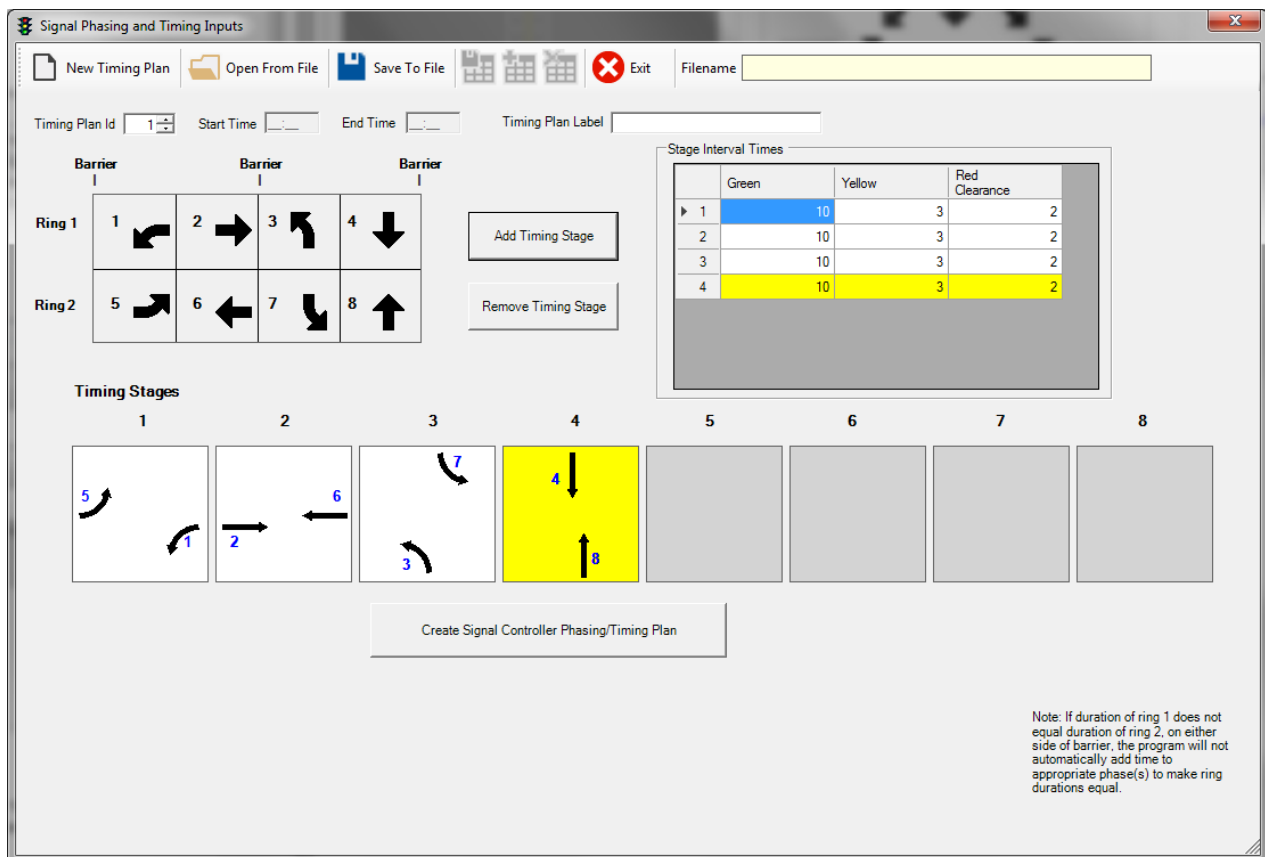 Signal Phasing and Timing Inputs
x
New Timing Plan Open From File Save To File Exit Filename
Timing Plan Id 1 Start Time __:__ End Time __:__ Timing Plan Label
Barrier Barrier Barrier
Ring 1 1 2 3 4
Ring 2 5 6 7 8
Add Timing Stage
Remove Timing Stage
Stage Interval Times
Green Yellow Red
Clearance
1 10 3 2
2 10 3 2
3 10 3 2
4 10 3 2
Timing Stages
1 2 3 4 5 6 7 8
5 1
6 2
7 3
4 8
Create Signal Controller Phasing/Timing Plan
Note: If duration of ring 1 does not
equal duration of ring 2, on either
side of barrier, the program will not
automatically add time to
appropriate phase(s) to make ring
durations equal.